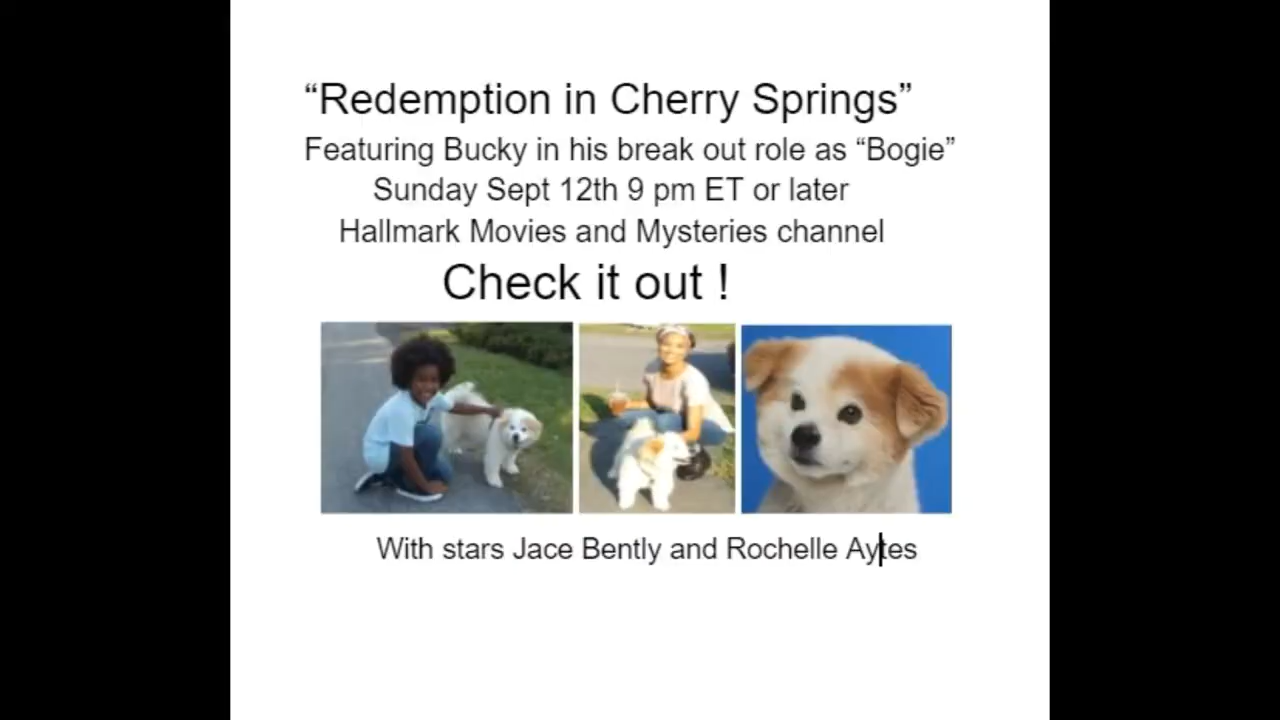 “Redemption in Cherry Springs”
Featuring Bucky in his break out role as “Bogie”
Sunday Sept 12th 9 pm ET or later
Hallmark Movies and Mysteries channel
Check it out !
With stars Jace Bently and Rochelle Aytes